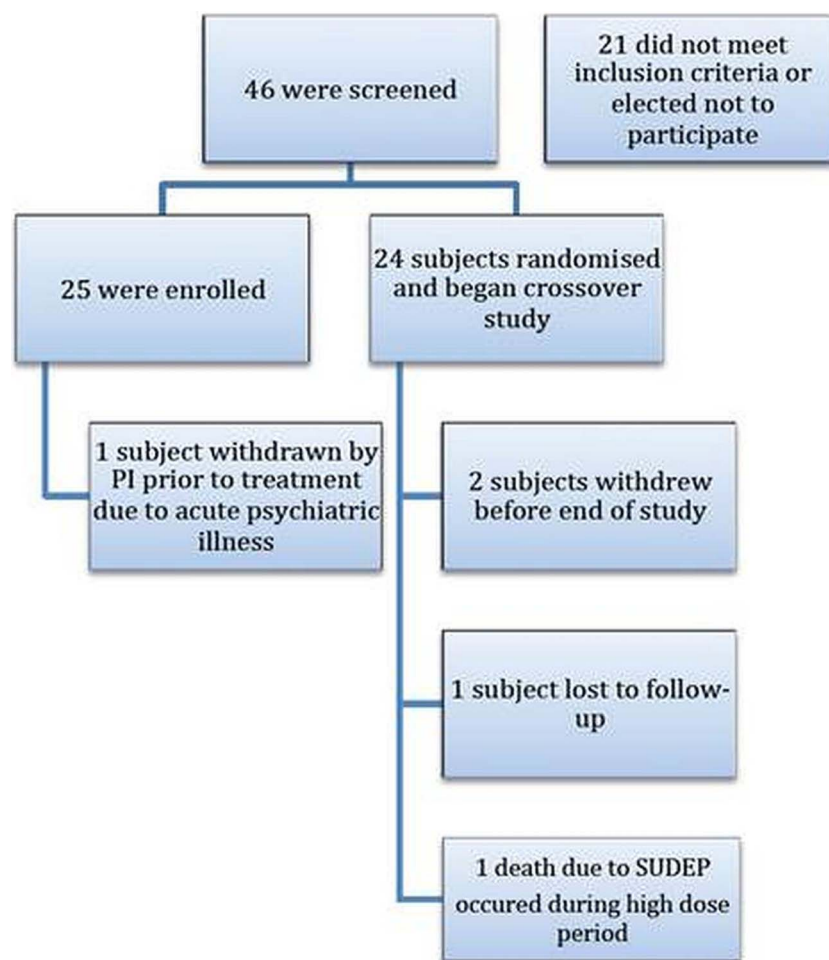 46 were screened
21 did not meet
inclusion criteria or
elected not to
participate
25 were enrolled
24 subjects randomised
and began crossover
study
1 subject withdrawn by
PI prior to treatment
due to acute psychiatric
illness
2 subjects withdrew
before end of study
1 subject lost to follow-
up
1 death due to SUDEP
occured during high dose
period